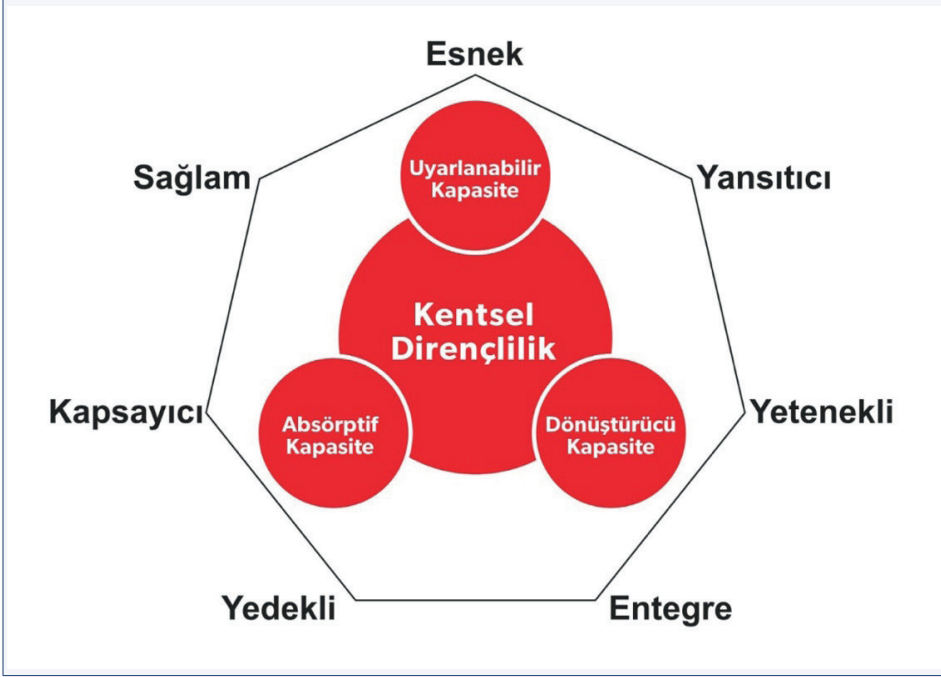 Esnek
Sağlam
Yansıtıcı
Uyarlanabilir
Kapasite
Kentsel
Dirençlilik
Kapsayıcı
Yetenekli
Absörptif
Kapasite
Dönüştürücü
Kapasite
Yedekli
Entegre